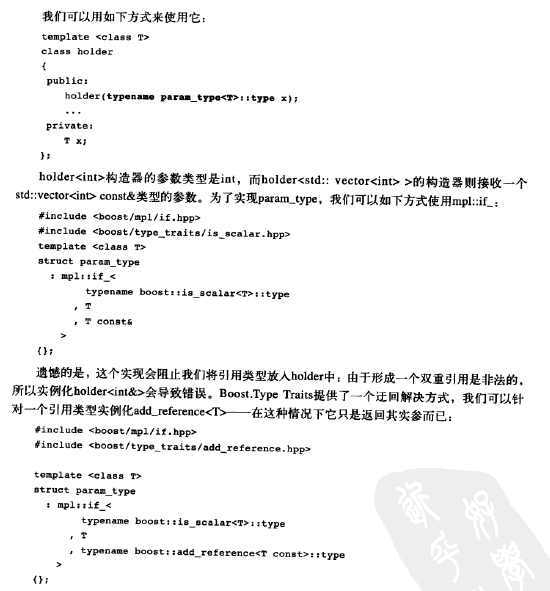 我们可以用如下方式来使用它：
template <class T>
class holder
{
public:
holder(typename param_type<T>::type x);
...
private:
T x;
};
holder<int>构造器的参数类型是int，而holder<std:: vector<int> >的构造器则接收一个
std::vector<int> const&类型的参数。为了实现param_type，我们可以如下方式使用mpl::if_：
#include <boost/mpl/if.hpp>
#include <boost/type_traits/is_scalar.hpp>
template <class T>
struct param_type
: mpl::if_<
typename boost::is_scalar<T>::type
, T
, T const&
>
{};
遗憾的是，这个实现会阻止我们将引用类型放入holder中：由于形成一个双重引用是非法的，
所以实例化holder<int&>会导致错误。Boost.Type Traits提供了一个迂回解决方式，我们可以针
对一个引用类型实例化add_reference<T>——在这种情况下它只是返回其实参而已：
#include <boost/mpl/if.hpp>
#include <boost/type_traits/add_reference.hpp>
template <class T>
struct param_type
: mpl::if_<
typename boost::is_scalar<T>::type
, T
, typename boost::add_reference<T const>::type
>
{};